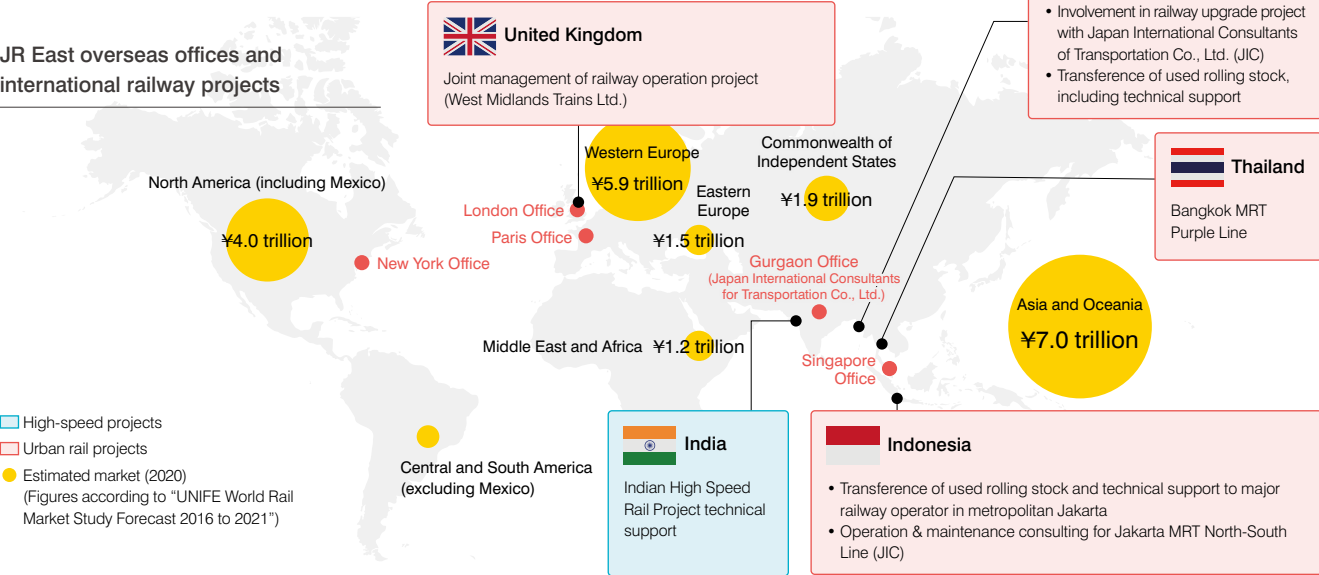 JR East overseas offices and
international railway projects
United Kingdom
Joint management of railway operation project
(West Midlands Trains Ltd.)
• Involvement in railway upgrade project
with Japan International Consultants
of Transportation Co., Ltd. (JIC)
• Transference of used rolling stock,
including technical support
Thailand
Bangkok MRT
Purple Line
North America (including Mexico)
¥4.0 trillion
New York Office
Western Europe
¥5.9 trillion
London Office
Paris Office
Eastern
Europe
¥1.5 trillion
Commonwealth of
Independent States
¥1.9 trillion
Gurgaon Office
(Japan International Consultants
for Transportation Co., Ltd.)
Asia and Oceania
¥7.0 trillion
Middle East and Africa
¥1.2 trillion
Singapore
Office
Central and South America
(excluding Mexico)
High-speed projects
Urban rail projects
Estimated market (2020)
(Figures according to “UNIFE World Rail
Market Study Forecast 2016 to 2021”)
India
Indian High Speed
Rail Project technical
support
Indonesia
• Transference of used rolling stock and technical support to major
railway operator in metropolitan Jakarta
• Operation & maintenance consulting for Jakarta MRT North-South
Line (JIC)